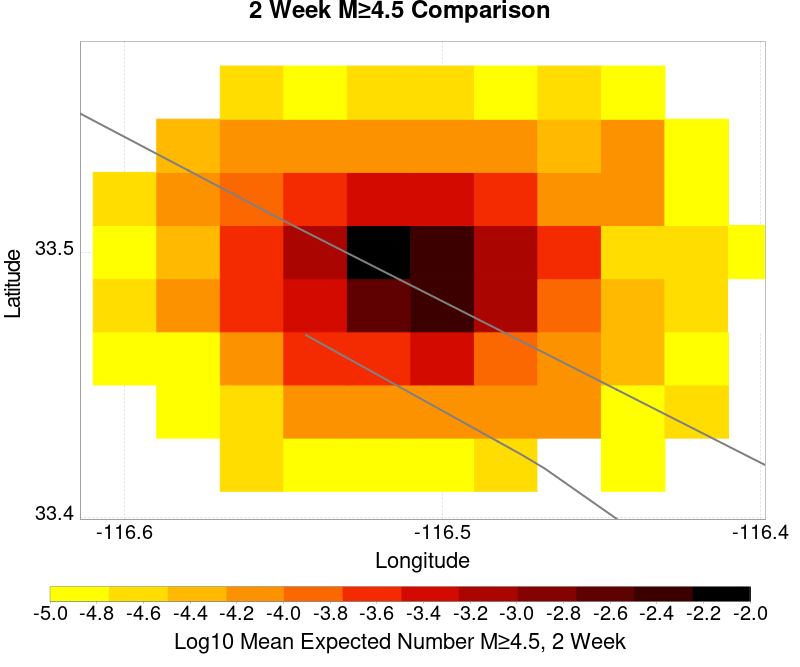 2 Week M≥4.5 Comparison
Latitude
33.5
33.4
-116.6 -116.5 -116.4
Longitude
-5.0 -4.8 -4.6 -4.4 -4.2 -4.0 -3.8 -3.6 -3.4 -3.2 -3.0 -2.8 -2.6 -2.4 -2.2 -2.0
Log10 Mean Expected Number M≥4.5, 2 Week